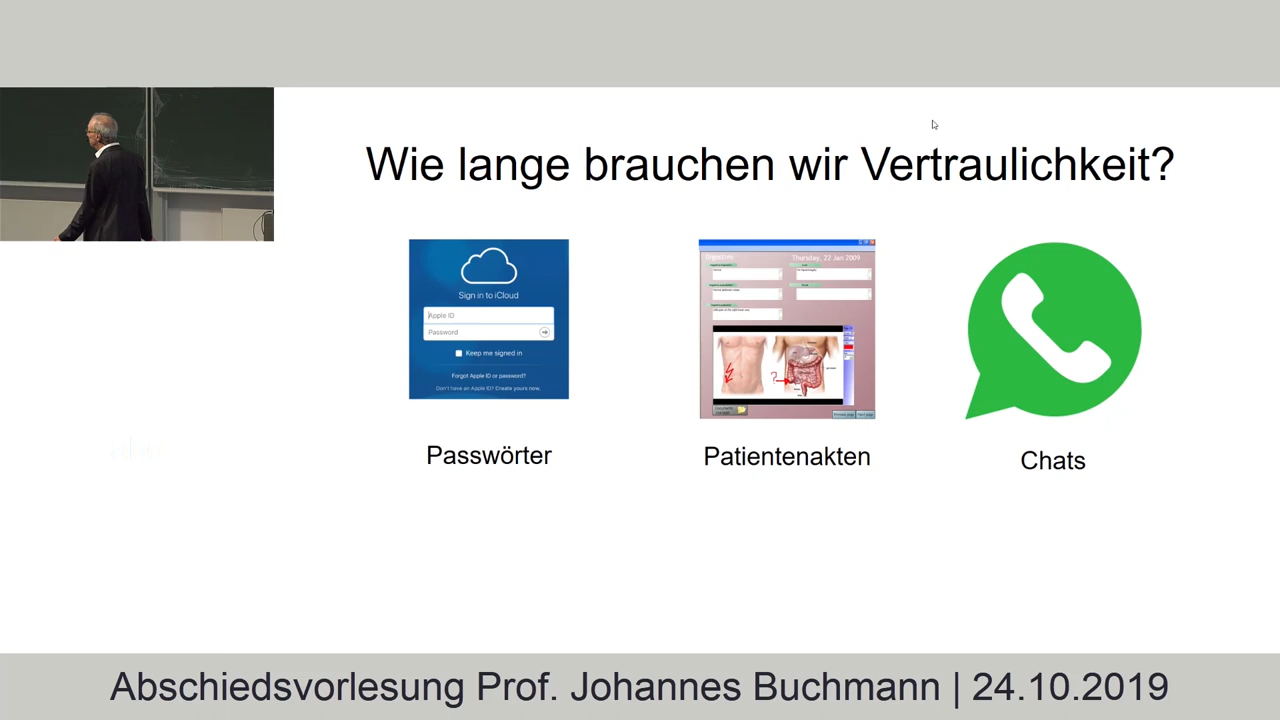 Wie lange brauchen wir Vertraulichkeit?
Sign in to iCloud
Apple ID
Password
Keep me signed in
Forgot Apple ID or password?
Don't have an Apple ID? Create yours now.
Thursday, 22 Jan 2009
?
Passwörter
Patientenakten
Chats
Abschiedsvorlesung Prof. Johannes Buchmann | 24.10.2019